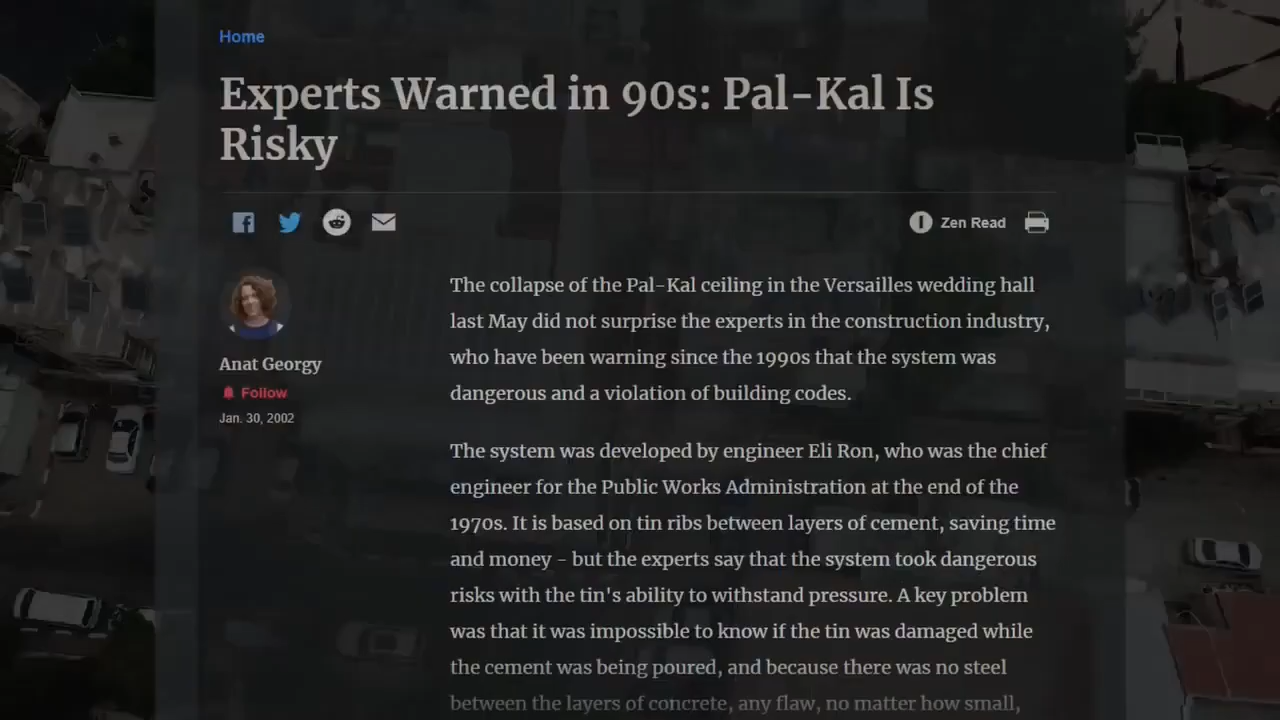 Home
Experts Warned in 90s: Pal-Kal Is
Risky
Zen Read
The collapse of the Pal-Kal ceiling in the Versailles wedding hall
last May did not surprise the experts in the construction industry,
who have been warning since the 1990s that the system was
dangerous and a violation of building codes.
Anat Georgy
Follow
Jan. 30, 2002
The system was developed by engineer Eli Ron, who was the chief
engineer for the Public Works Administration at the end of the
1970s. It is based on tin ribs between layers of cement, saving time
and money - but the experts say that the system took dangerous
risks with the tin's ability to withstand pressure. A key problem
was that it was impossible to know if the tin was damaged while
the cement was being poured, and because there was no steel
between the layers of concrete, any flaw, no matter how small,